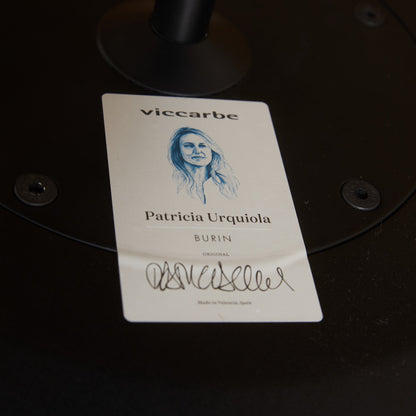 viccarbe
Patricia Urquiola
BURIN
ORIGINAL
Made in Valencia, Spain